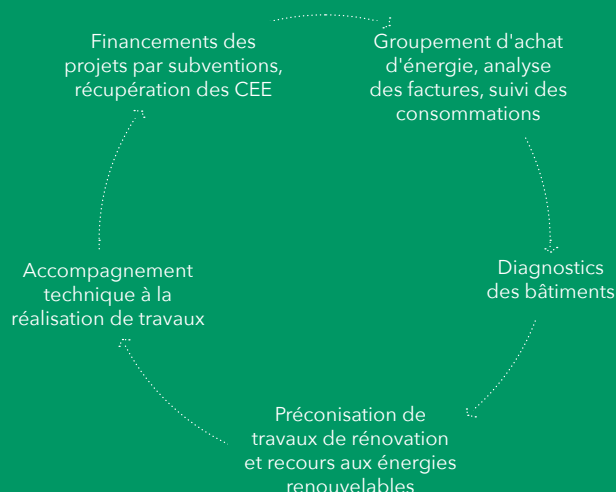 Financements des
projets par subventions,
récupération des CEE
Groupement d'achat
d'énergie, analyse
des factures, suivi des
consommations
Diagnostics
des bâtiments
Préconisation de
travaux de rénovation
et recours aux énergies
renouvelables
Accompagnement
technique à la
réalisation de travaux